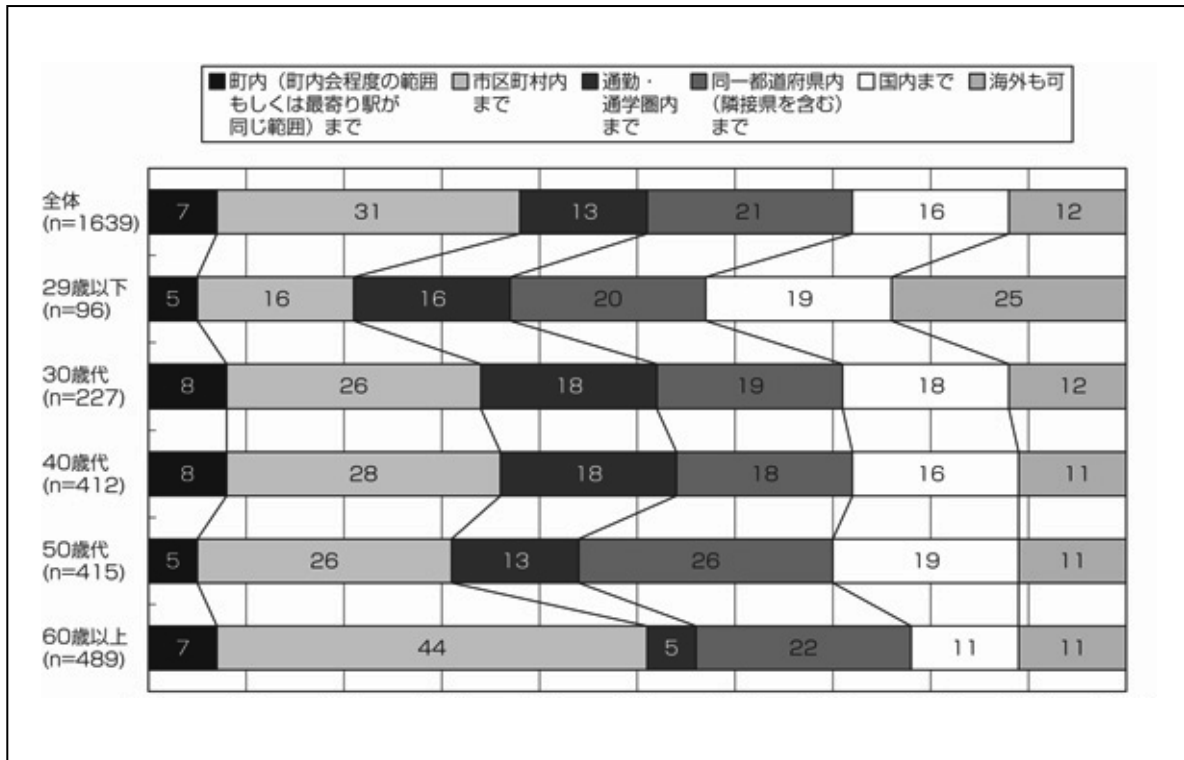 ■町内(町内会程度の範囲 ■市区町村内 ■通勤・ ■同一都道府県内 □国内まで ■海外も可
もしくは最寄り駅が まで 通学圏内 (隣接県を含む)
同じ範囲)まで まで まで
全体 7 31 13 21 16 12
(n=1639)
29歳以下 5 16 16 20 19 25
(n=96)
30歳代 8 26 18 19 18 12
(n=227)
40歳代 8 28 18 18 16 11
(n=412)
50歳代 5 26 13 26 19 11
(n=415)
60歳以上 7 44 5 22 11 11
(n=489)